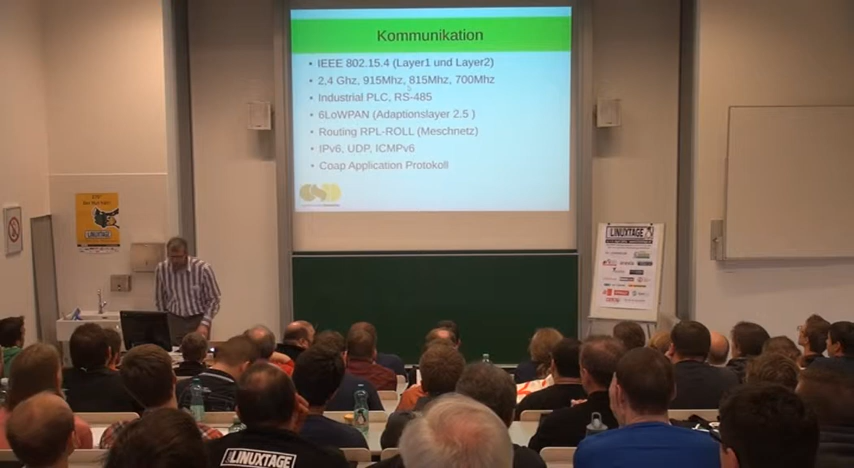 Kommunikation
• IEEE 802.15.4 (Layer1 und Layer2)
• 2,4 Ghz, 915Mhz, 815Mhz, 700Mhz
• Industrial PLC, RS-485
• 6LoWPAN (Adaptionslayer 2.5 )
• Routing RPL-ROLL (Meschnetz)
• IPv6, UDP, ICMPv6
• Coap Application Protokoll
LINUXTAGE
LINUXTAGE
LINUXTAGE